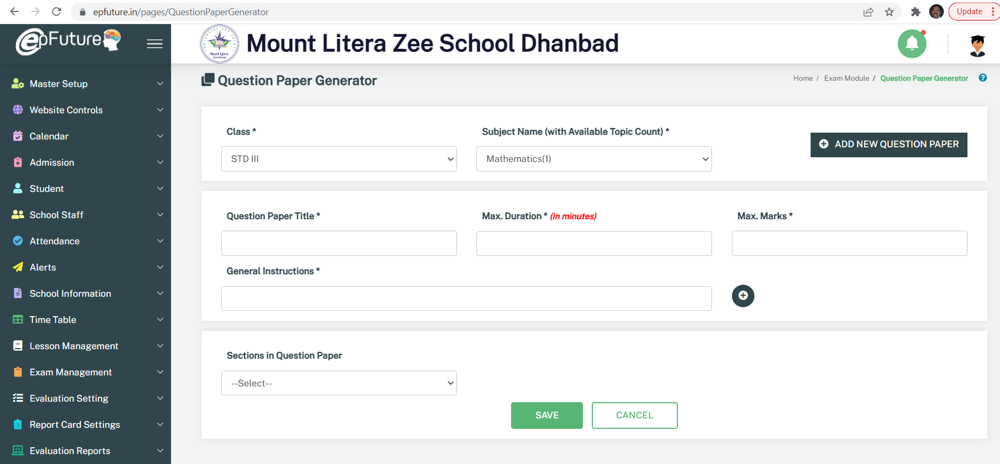 epfuture.in/pages/QuestionPaperGenerator
Update
epFuture
Mount Litera
Zee School
Mount Litera Zee School Dhanbad
Master Setup
Website Controls
Calendar
Admission
Student
School Staff
Attendance
Alerts
School Information
Time Table
Lesson Management
Exam Management
Evaluation Setting
Report Card Settings
Evaluation Reports
Question Paper Generator
Home / Exam Module / Question Paper Generator ?
Class *
Subject Name (with Available Topic Count) *
STD III
Mathematics(1)
ADD NEW QUESTION PAPER
Question Paper Title *
Max. Duration * (in minutes)
Max. Marks *
General Instructions *
Sections in Question Paper
--Select--
SAVE
CANCEL